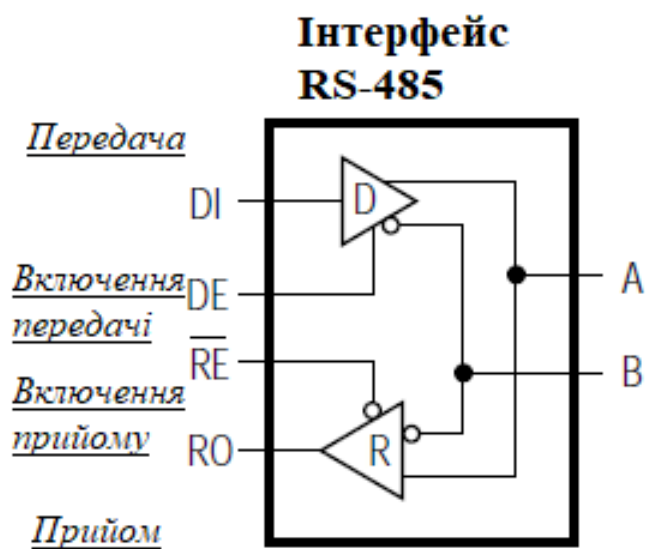 Інтерфейс
RS-485
Передача
DI
D
Включення
передачі
DE
A
RE
B
Включення
прийому
RO
R
Прийом